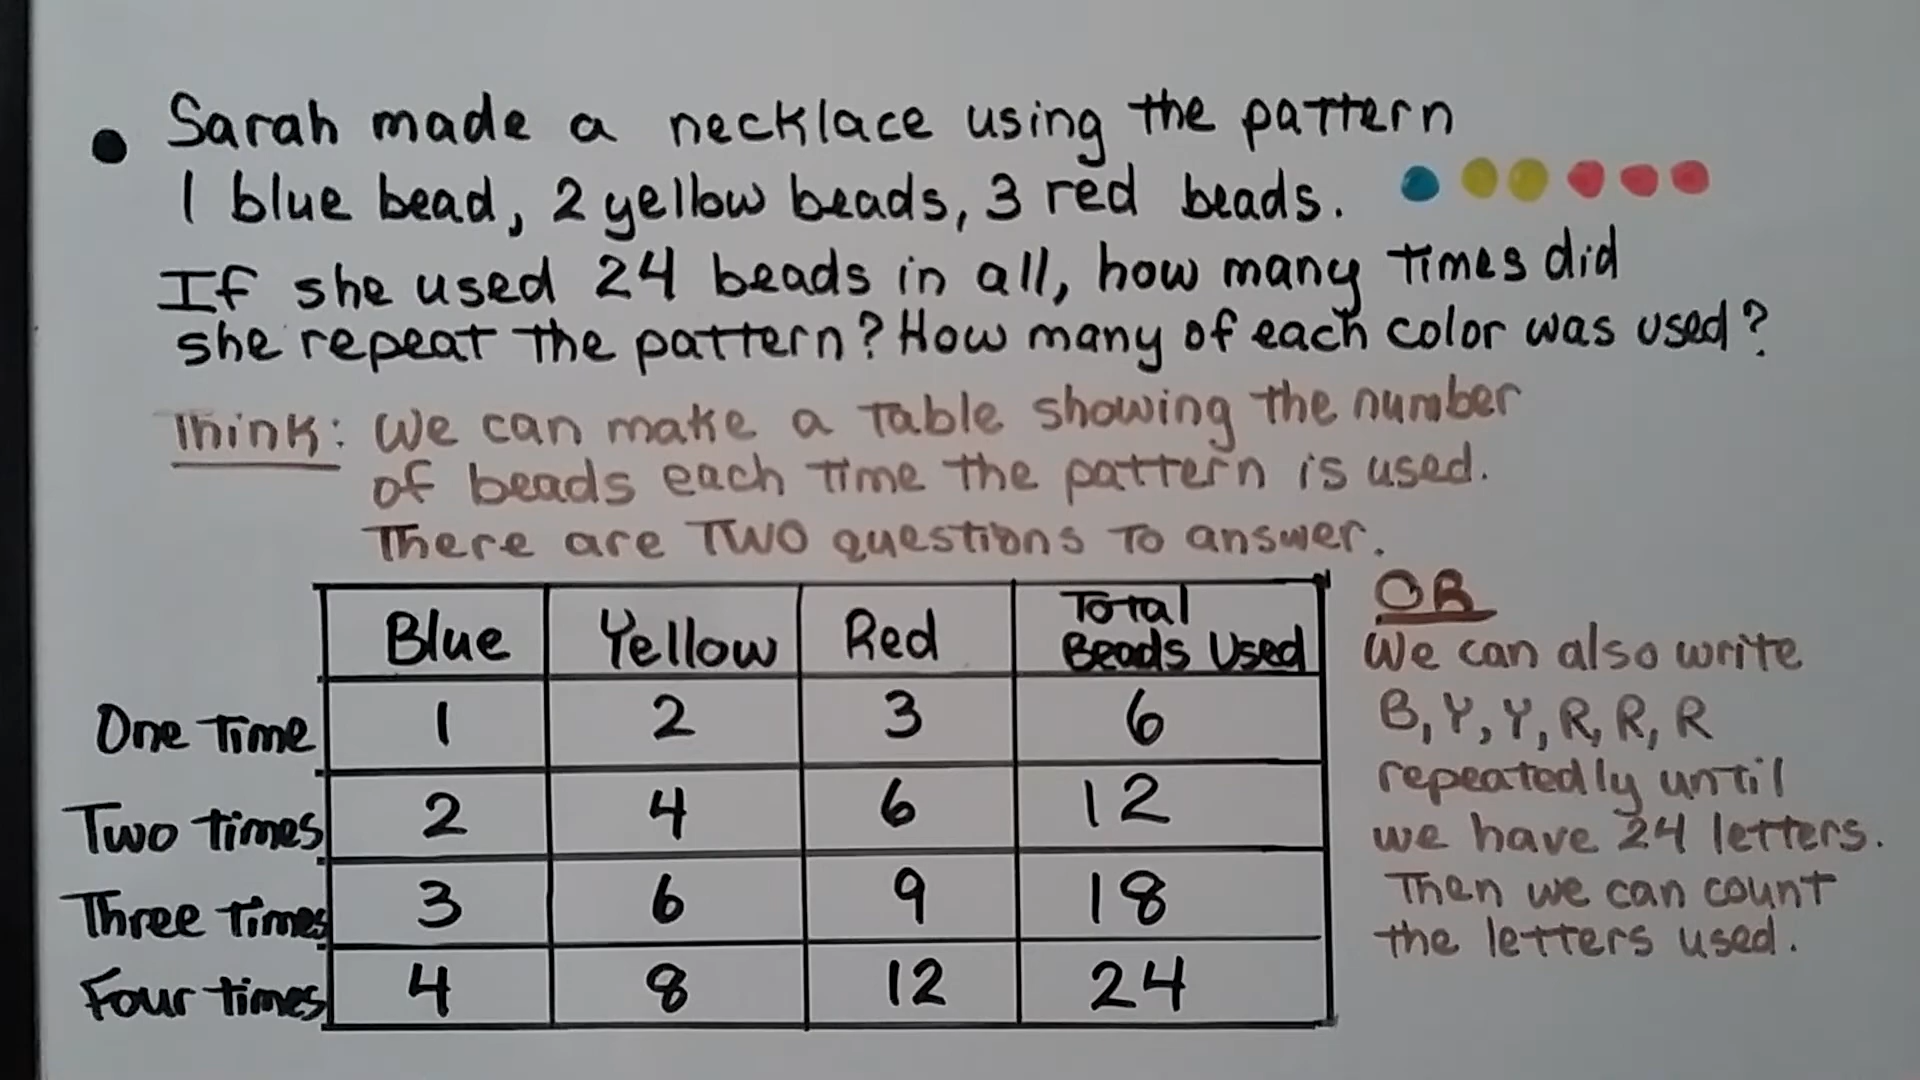 Sarah made a necklace using the pattern
1 blue bead, 2 yellow beads, 3 red beads.
If she used 24 beads in all, how many times did
she repeat the pattern? How many of each color was used?
Think: We can make a table showing the number
of beads each time the pattern is used.
There are TWO questions to answer.
Blue Yellow Red Total Beads Used
One Time 1 2 3 6
Two times 2 4 6 12
Three times 3 6 9 18
Four times 4 8 12 24
OR
We can also write
B, Y, Y, R, R, R
repeatedly until
we have 24 letters.
Then we can count
the letters used.